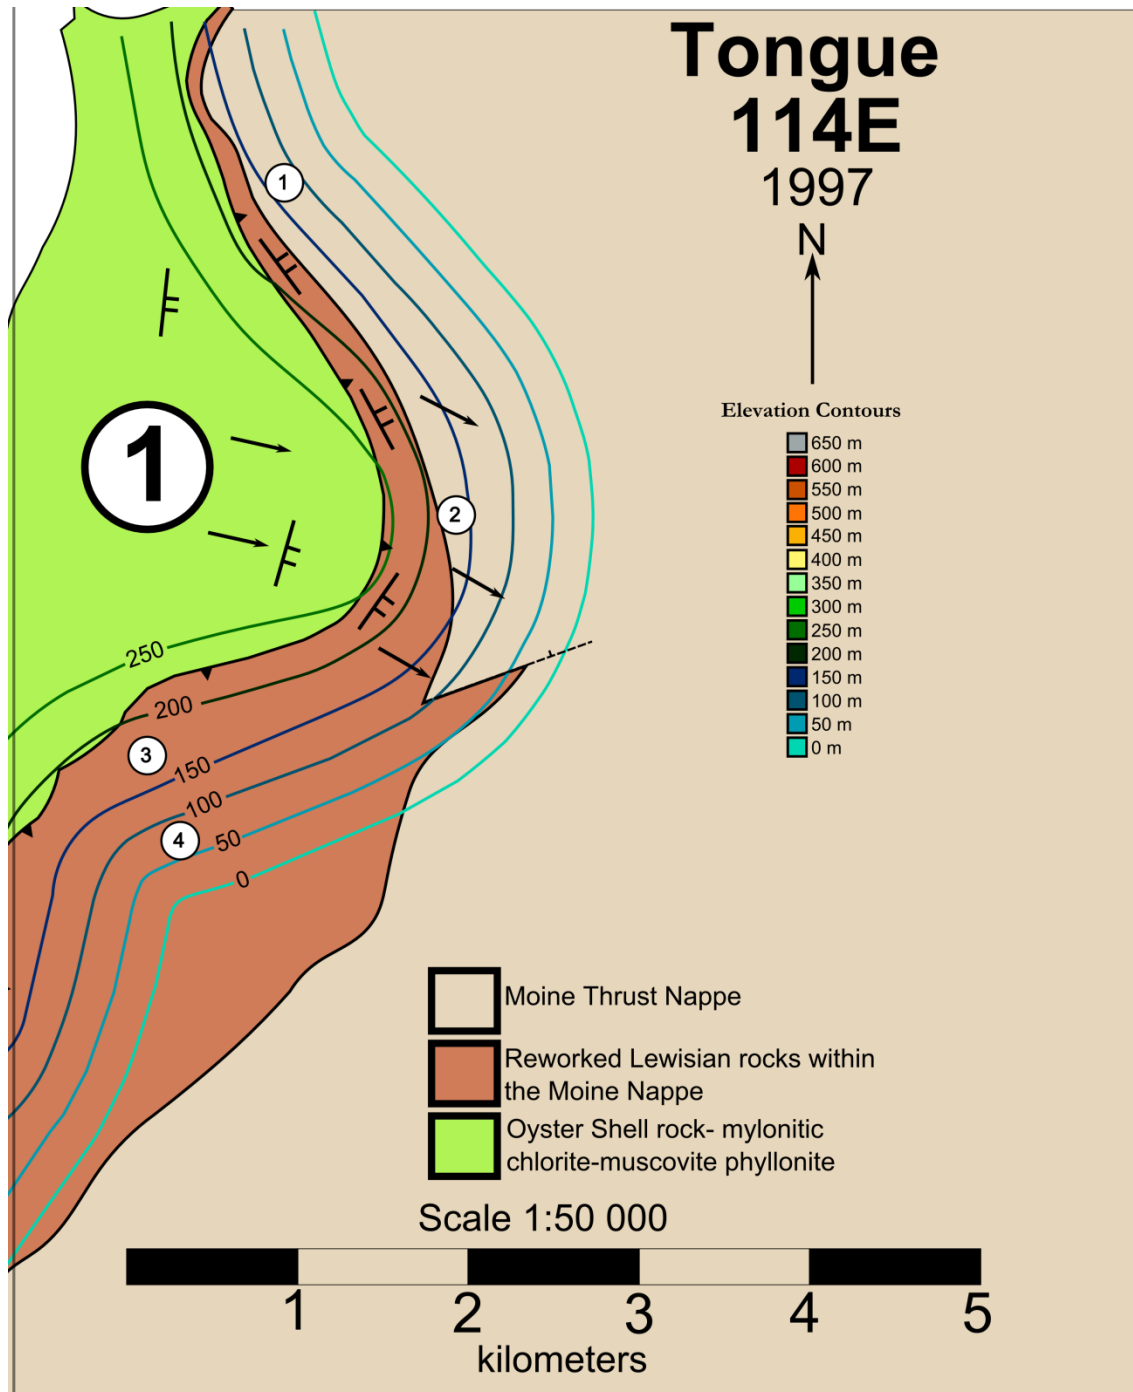 Tongue
114E
1997
N
1
Elevation Contours
650 m
600 m
550 m
500 m
450 m
400 m
350 m
300 m
250 m
200 m
150 m
100 m
50 m
0 m
1
2
250
200
3
150
100
4
50
0
Moine Thrust Nappe
Reworked Lewisian rocks within
the Moine Nappe
Oyster Shell rock- mylonitic
chlorite-muscovite phyllonite
Scale 1:50 000
1 2 3 4 5
kilometers